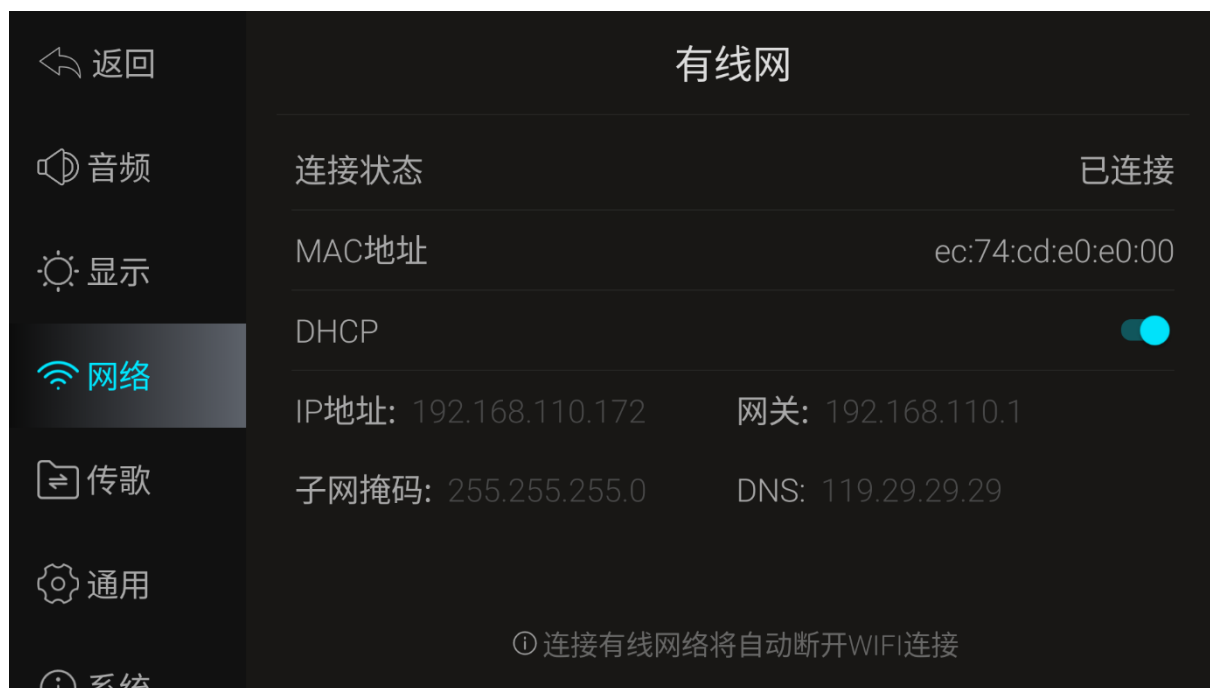 返回
音频
显示
网络
传歌
通用
系统
有线网
连接状态 已连接
MAC地址 ec:74:cd:e0:e0:00
DHCP
IP地址: 192.168.110.172 网关: 192.168.110.1
子网掩码: 255.255.255.0 DNS: 119.29.29.29
连接有线网络将自动断开WIFI连接